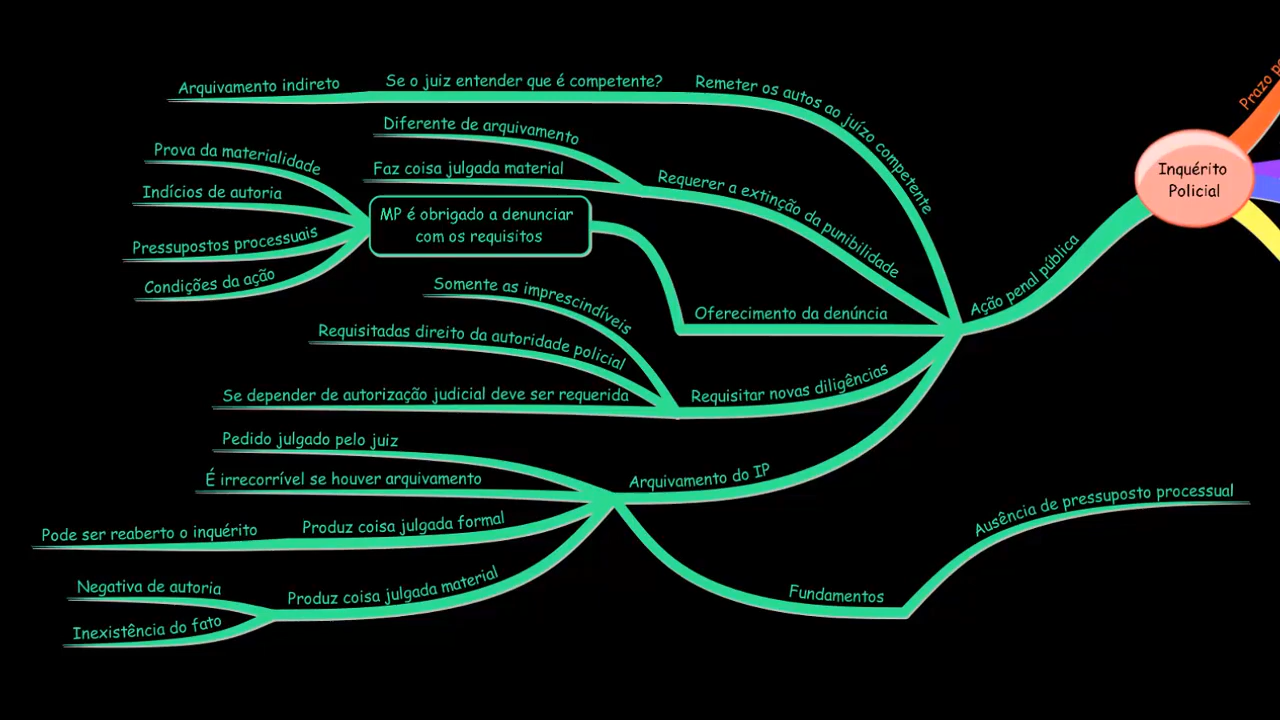 Prazo
Inquérito
Policial
Ação penal pública
Remeter os autos ao juízo competente
Se o juiz entender que é competente?
Arquivamento indireto
Requerer a extinção da punibilidade
Diferente de arquivamento
Faz coisa julgada material
Oferecimento da denúncia
MP é obrigado a denunciar
com os requisitos
Prova da materialidade
Indícios de autoria
Pressupostos processuais
Condições da ação
Requisitar novas diligências
Somente as imprescindíveis
Requisitadas direito da autoridade policial
Se depender de autorização judicial deve ser requerida
Arquivamento do IP
Pedido julgado pelo juiz
É irrecorrível se houver arquivamento
Produz coisa julgada formal
Pode ser reaberto o inquérito
Produz coisa julgada material
Negativa de autoria
Inexistência do fato
Fundamentos
Ausência de pressuposto processual